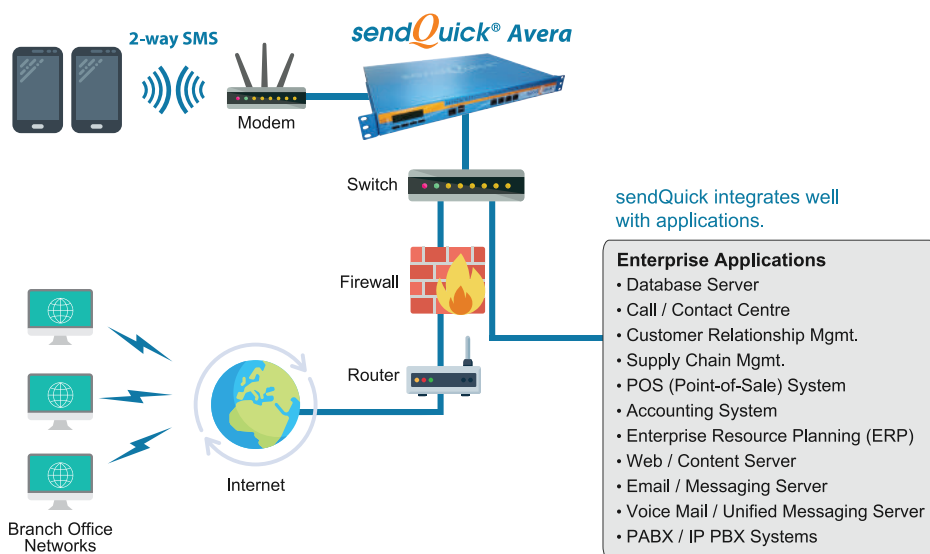 sendQuick® Avera
2-way SMS
Modem
Switch
sendQuick integrates well
with applications.
Firewall
Enterprise Applications
• Database Server
• Call / Contact Centre
• Customer Relationship Mgmt.
• Supply Chain Mgmt.
• POS (Point-of-Sale) System
• Accounting System
• Enterprise Resource Planning (ERP)
• Web / Content Server
• Email / Messaging Server
• Voice Mail / Unified Messaging Server
• PABX / IP PBX Systems
Router
Internet
Branch Office
Networks